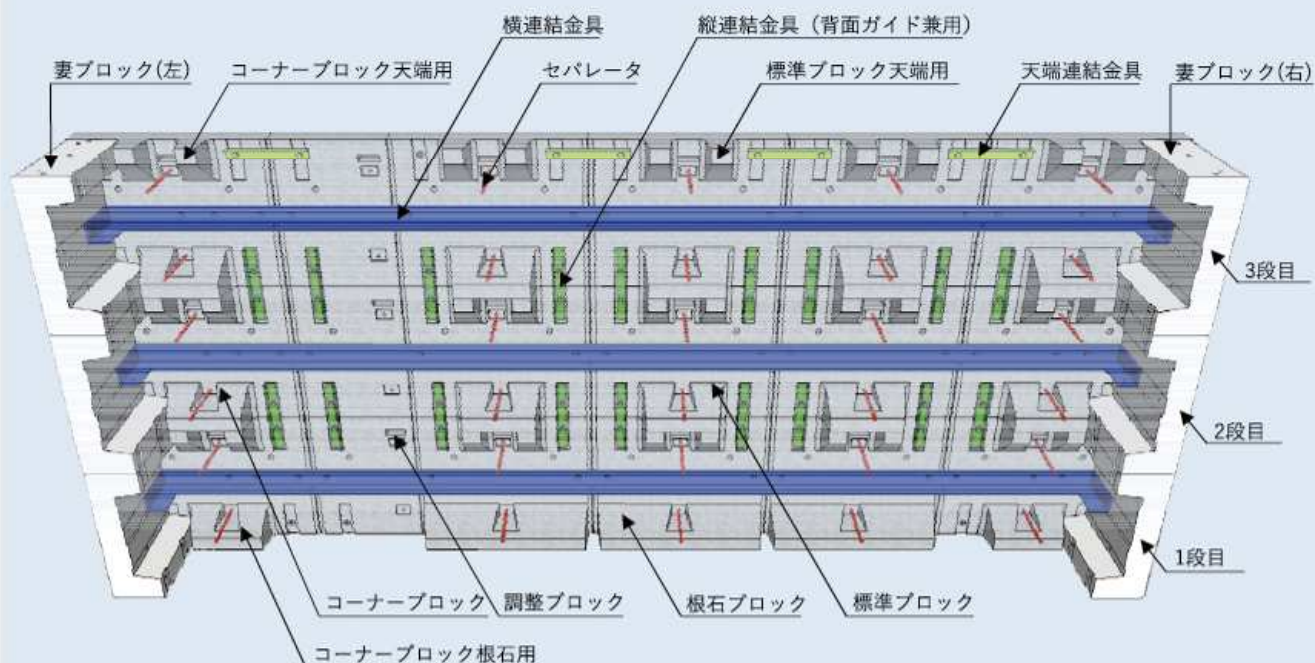 横連結金具
縦連結金具（背面ガイド兼用）
妻ブロック(左)
コーナーブロック天端用
セパレータ
標準ブロック天端用
天端連結金具
妻ブロック(右)
3段目
2段目
1段目
コーナーブロック
調整ブロック
根石ブロック
標準ブロック
コーナーブロック根石用